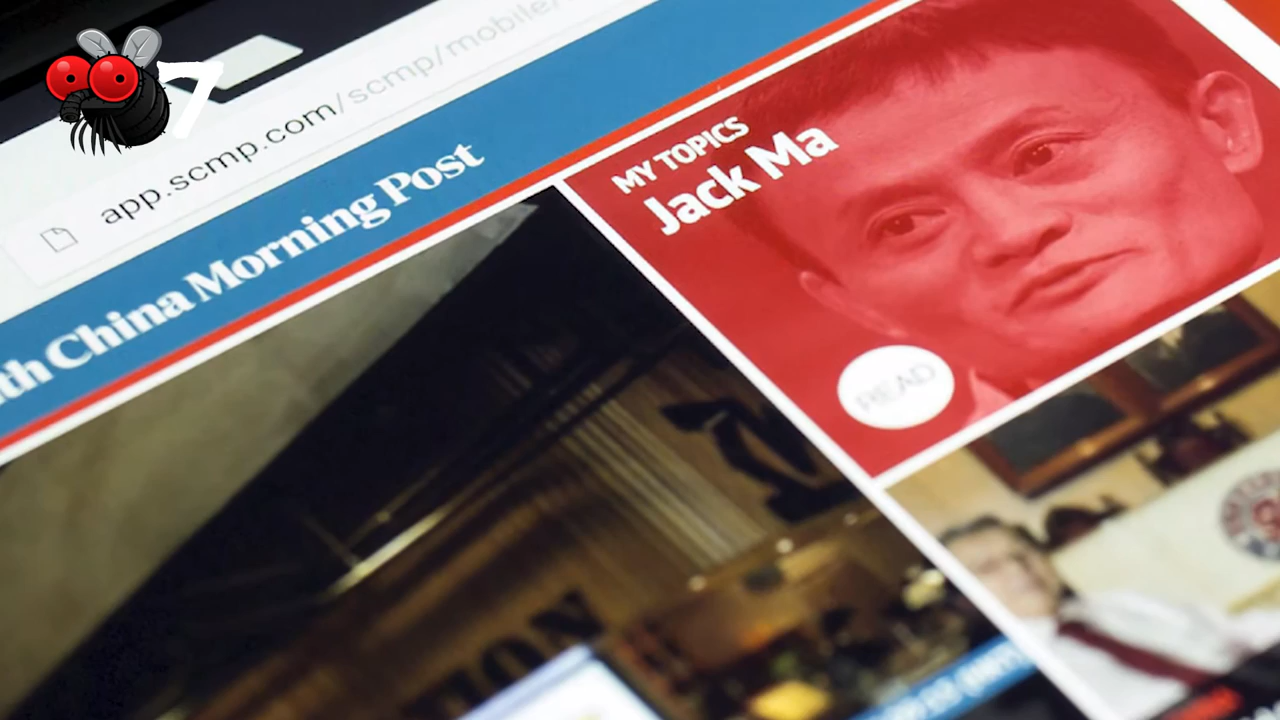 7
app.scmp.com/scmp/mobile/
th China Morning Post
MY TOPICS
Jack Ma
READ